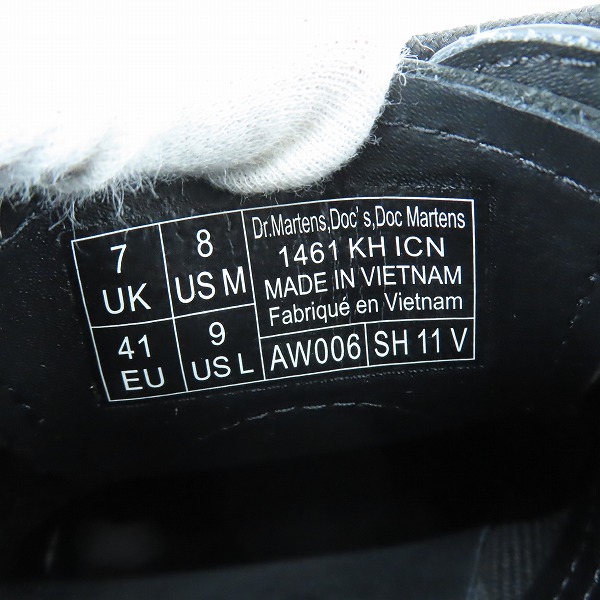 7
UK
8
US M
Dr.Martens,Doc's,Doc Martens
1461 KH ICN
MADE IN VIETNAM
Fabriqué en Vietnam
41
EU
9
US L
AW006
SH 11 V